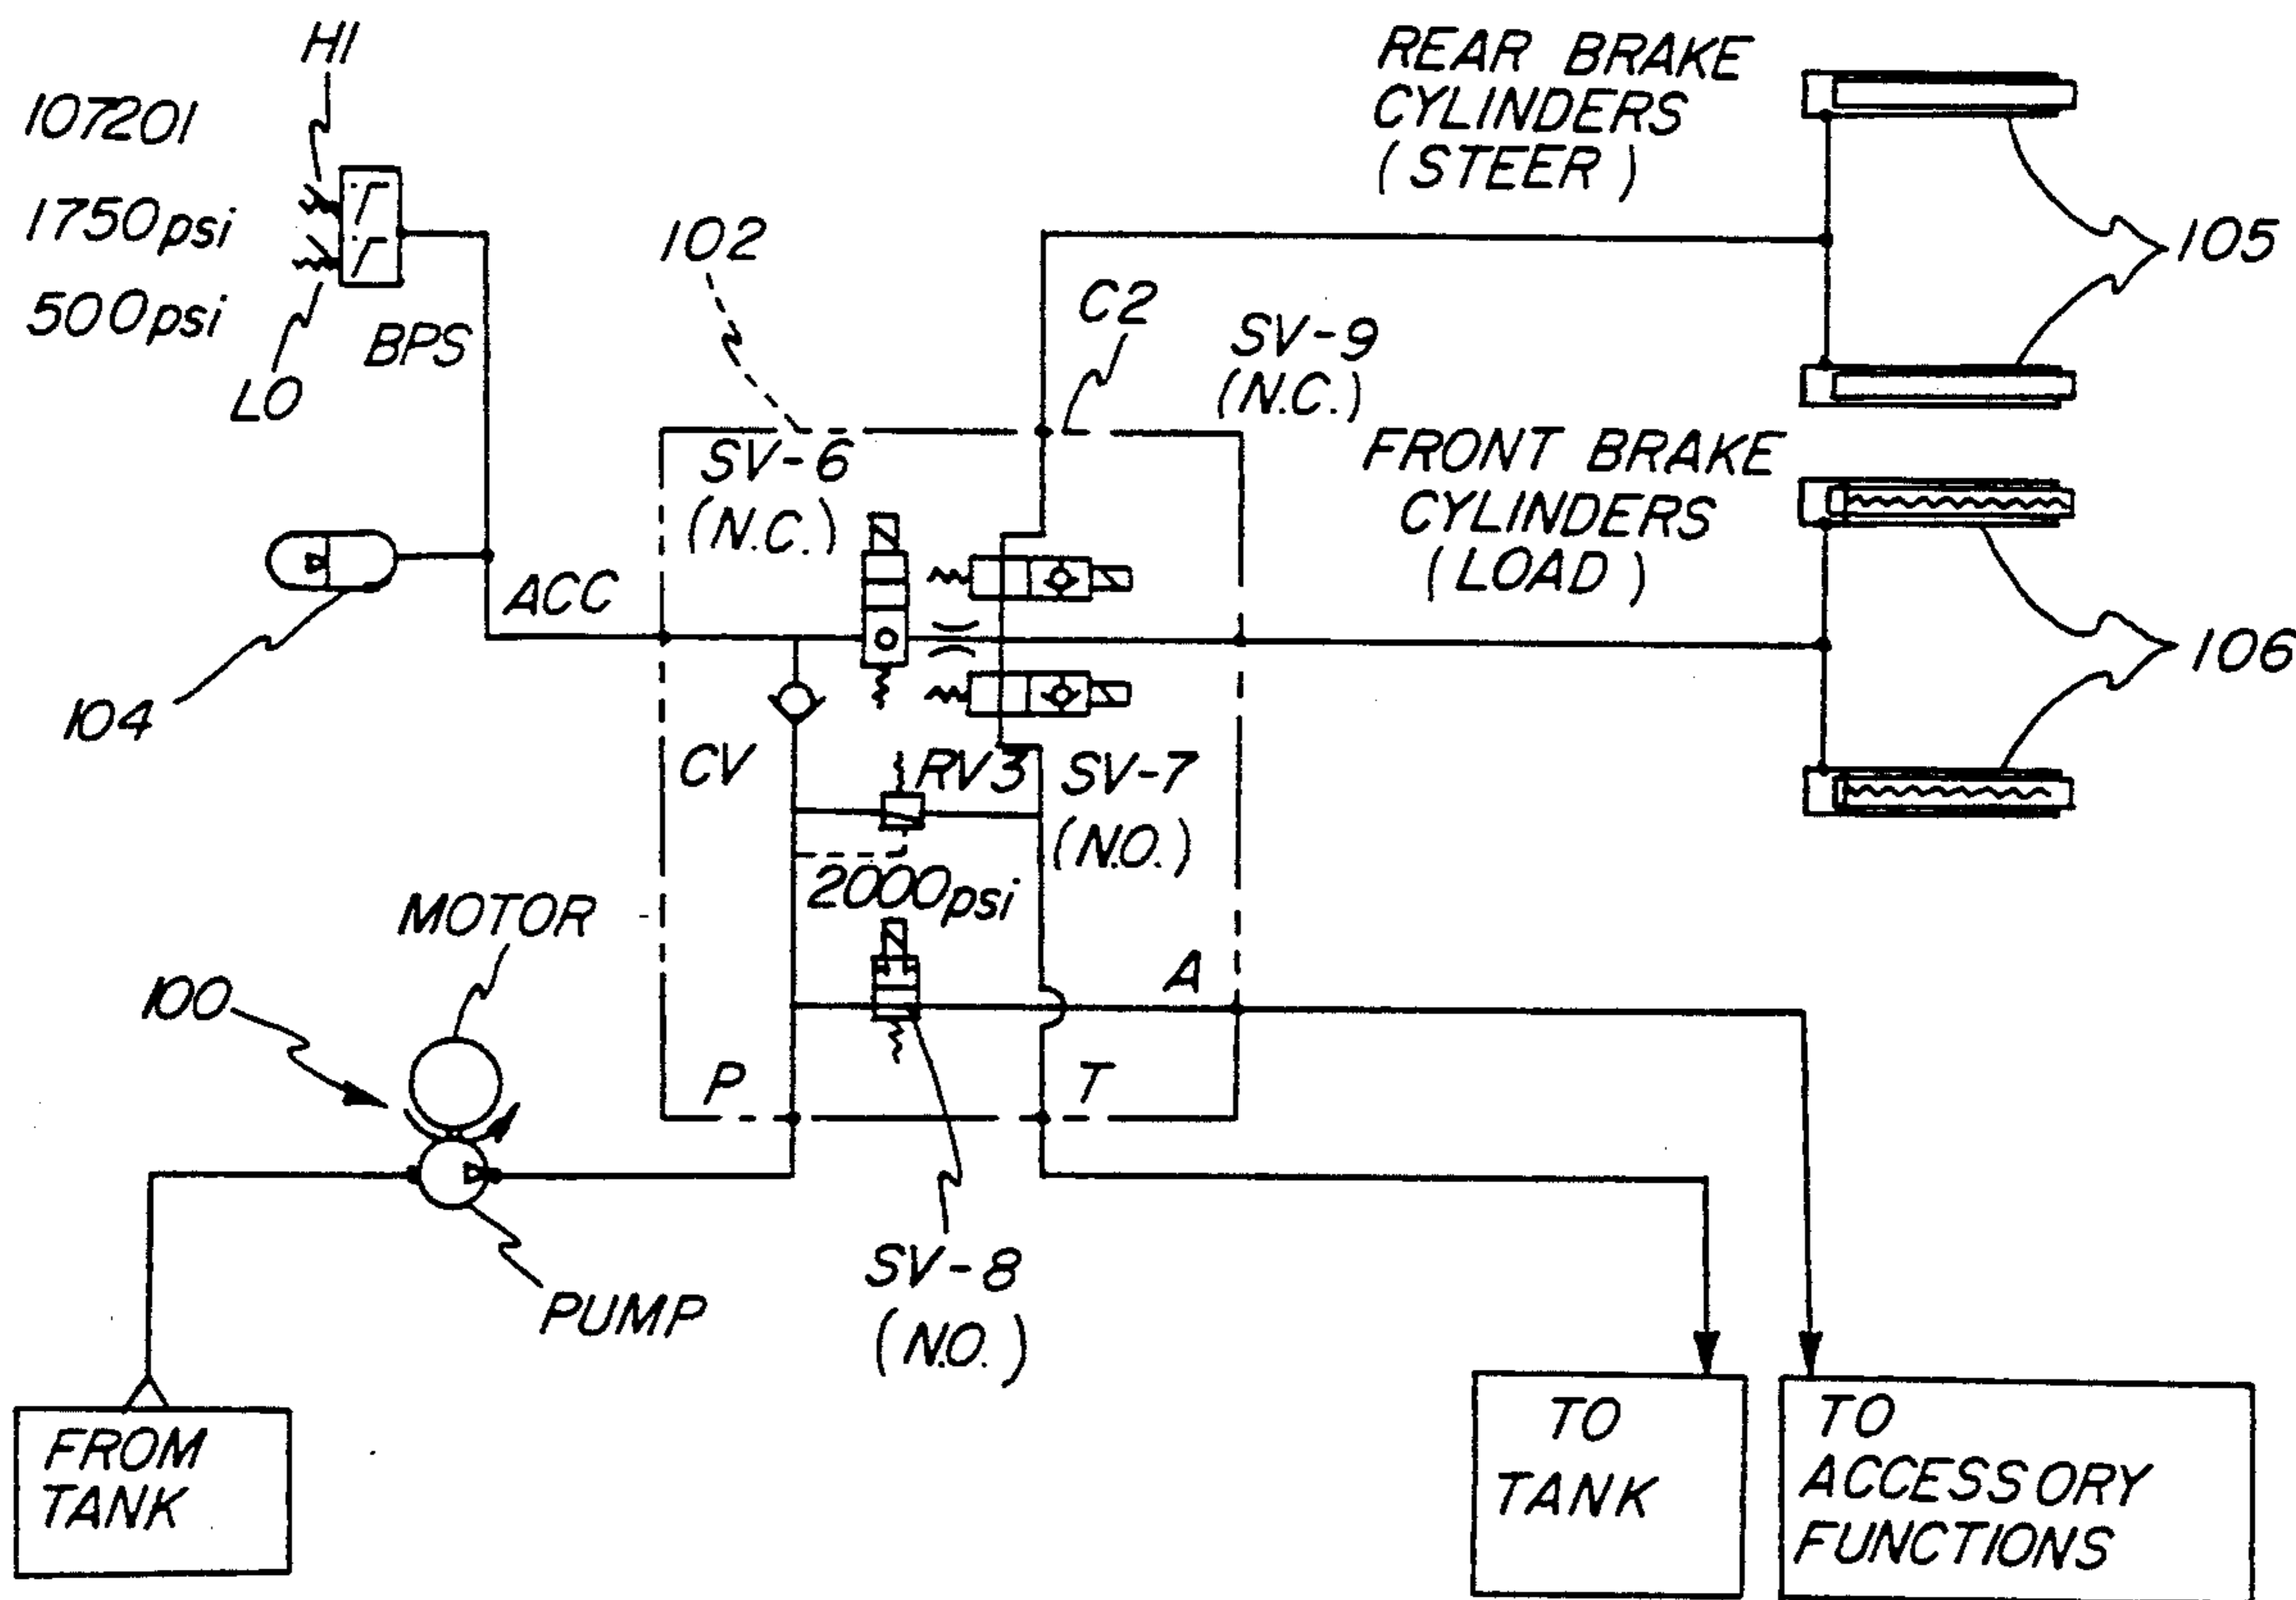 HI
107201
1750psi
500psi
LO
BPS
REAR BRAKE
CYLINDERS
(STEER)
105
102
C2
SV-9
(N.C.)
SV-6
(N.C.)
FRONT BRAKE
CYLINDERS
(LOAD)
106
ACC
104
CV
RV3
SV-7
(N.O.)
2000psi
MOTOR
100
A
P
T
SV-8
(N.O.)
PUMP
FROM
TANK
TO
TANK
TO
ACCESSORY
FUNCTIONS